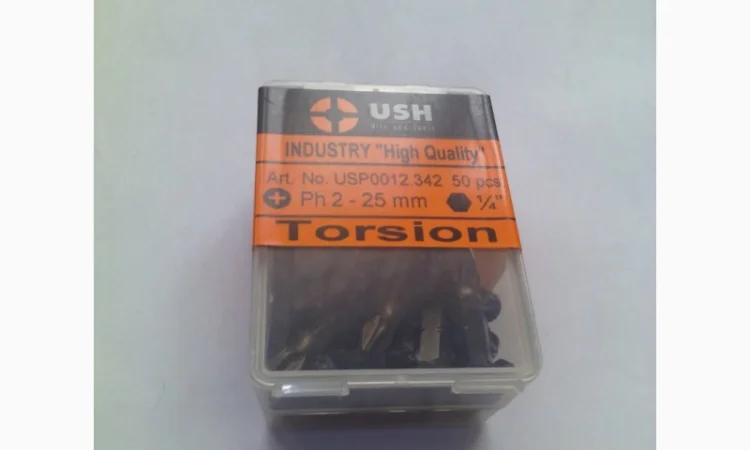 USH
INDUSTRY "High Quality"
Art. No. USP0012.342 50 pcs
Ph 2 - 25 mm 1/4"
Torsion